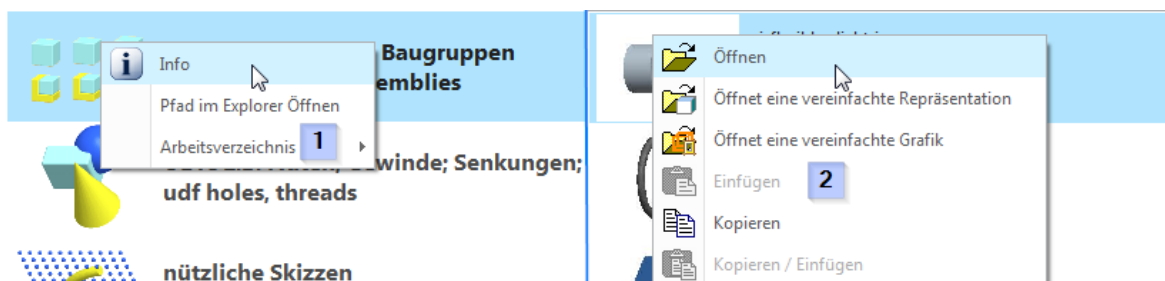 Baugruppen
emblies
Info
Pfad im Explorer Öffnen
Arbeitsverzeichnis 1
winde; Senkungen;
udf holes, threads
nützliche Skizzen
Öffnen
Öffnet eine vereinfachte Repräsentation
Öffnet eine vereinfachte Grafik
Einfügen 2
Kopieren
Kopieren / Einfügen